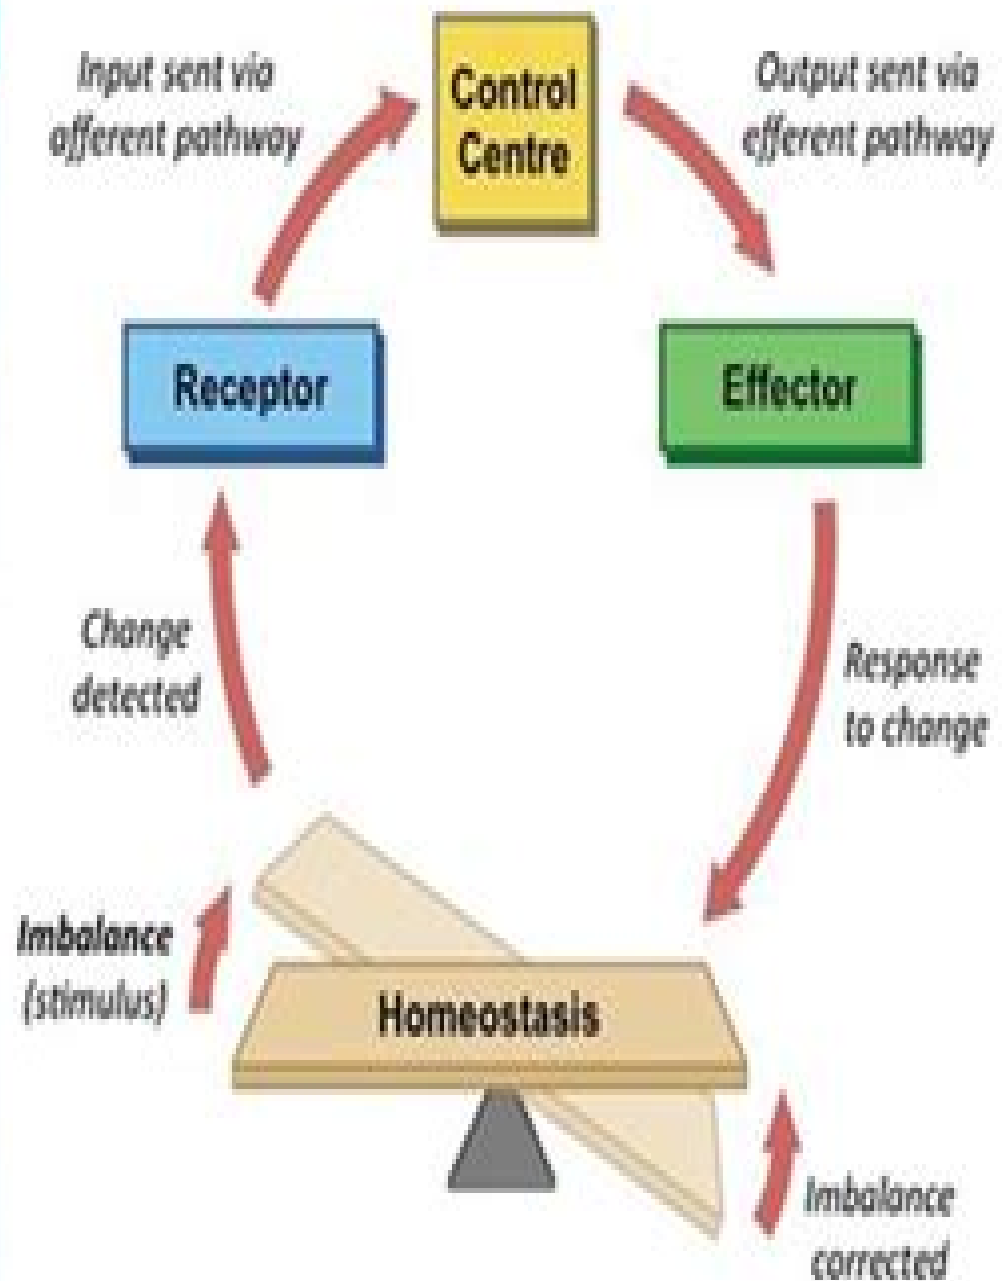 Input sent via
afferent pathway
Control
Centre
Output sent via
efferent pathway
Receptor
Effector
Change
detected
Response
to change
Imbalance
(stimulus)
Homeostasis
Imbalance
corrected